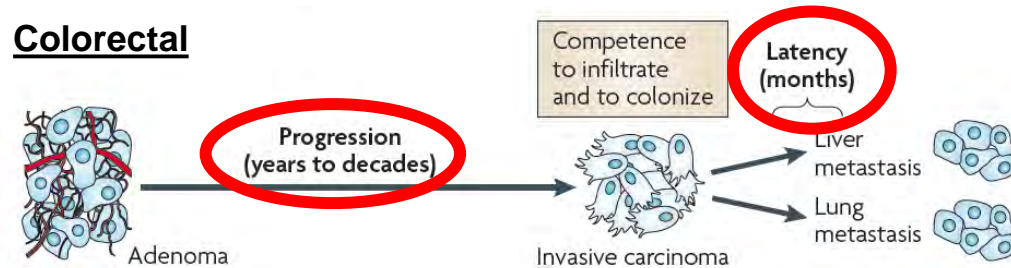 Colorectal
Competence
to infiltrate
and to colonize
Latency
(months)
Progression
(years to decades)
Liver
metastasis
Lung
metastasis
Adenoma
Invasive carcinoma